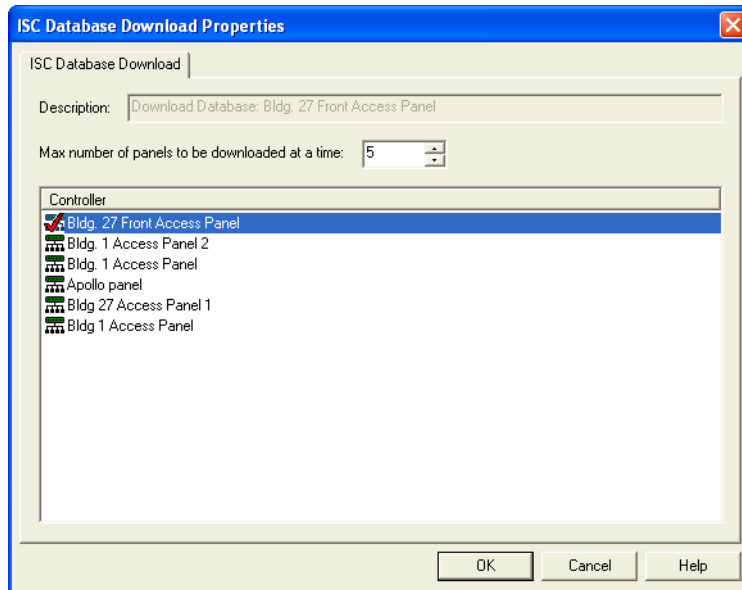 ISC Database Download Properties
ISC Database Download
Description: Download Database: Bldg. 27 Front Access Panel
Max number of panels to be downloaded at a time: 5
Controller
Bldg. 27 Front Access Panel
Bldg. 1 Access Panel 2
Bldg. 1 Access Panel
Apollo panel
Bldg 27 Access Panel 1
Bldg 1 Access Panel
OK Cancel Help